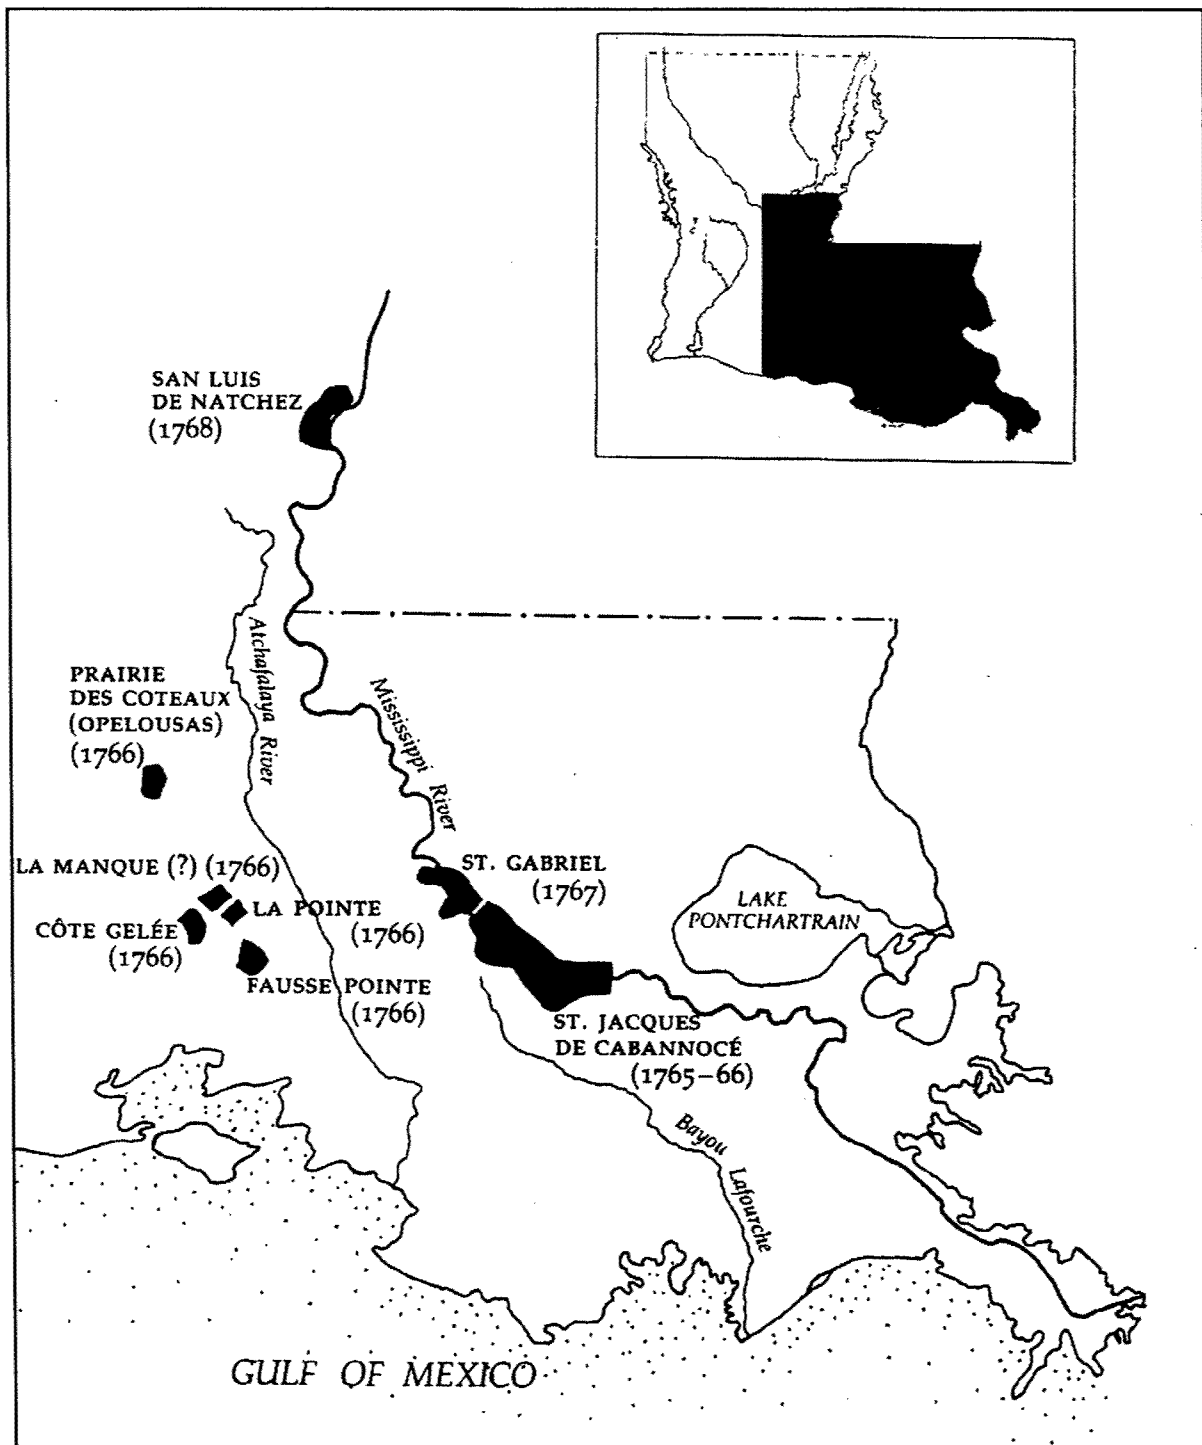 SAN LUIS
DE NATCHEZ
(1768)
Atchafalaya River
PRAIRIE
DES COTEAUX
(OPELOUSAS)
(1766)
Mississippi River
LA MANQUE (?) (1766)
ST. GABRIEL
(1767)
LA POINTE
(1766)
CÔTE GELÉE
(1766)
FAUSSE POINTE
(1766)
LAKE
PONTCHARTRAIN
ST. JACQUES
DE CABANNOCÉ
(1765–66)
Bayou Lafourche
GULF OF MEXICO